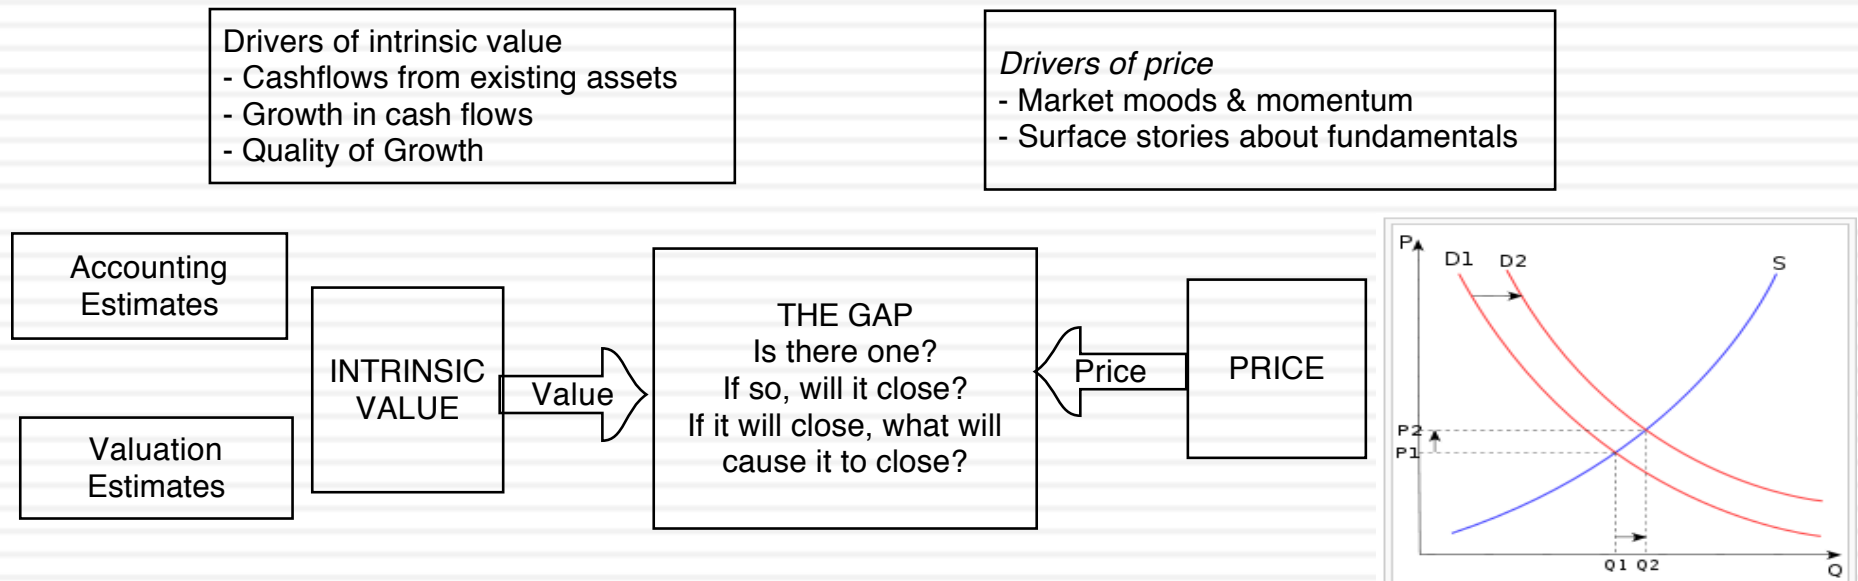 Drivers of intrinsic value
- Cashflows from existing assets
- Growth in cash flows
- Quality of Growth
Drivers of price
- Market moods & momentum
- Surface stories about fundamentals
Accounting
Estimates
Valuation
Estimates
INTRINSIC
VALUE
Value
THE GAP
Is there one?
If so, will it close?
If it will close, what will
cause it to close?
Price
PRICE
P
D1
D2
S
P2
P1
Q1
Q2
Q